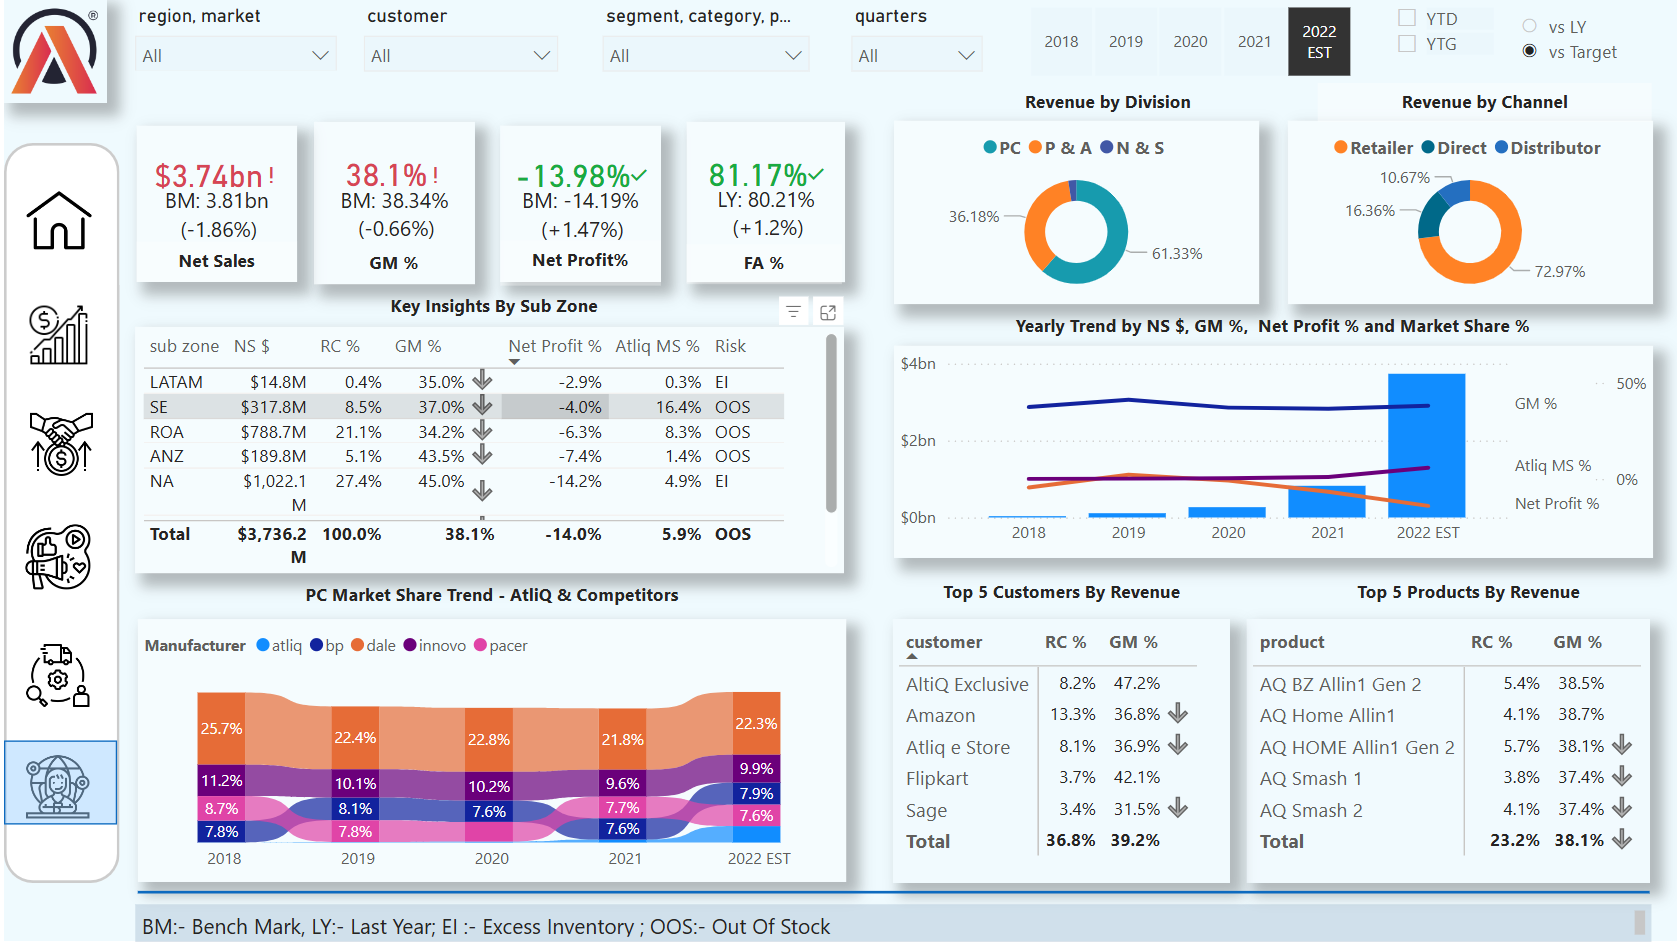 ®
region, market
customer
segment, category, p...
quarters
All
All
All
All
2018
2019
2020
2021
2022
EST
YTD
YTG
vs LY
vs Target
$3.74bn !
BM: 3.81bn
(-1.86%)
Net Sales
38.1% !
BM: 38.34%
(-0.66%)
GM %
-13.98%
BM: -14.19%
(+1.47%)
Net Profit%
81.17%
LY: 80.21%
(+1.2%)
FA %
Revenue by Division
PC P & A N & S
36.18%
61.33%
Revenue by Channel
Retailer Direct Distributor
10.67%
16.36%
72.97%
Key Insights By Sub Zone
sub zone NS $ RC % GM % Net Profit % Atliq MS % Risk
LATAM $14.8M 0.4% 35.0% -2.9% 0.3% EI
SE $317.8M 8.5% 37.0% -4.0% 16.4% OOS
ROA $788.7M 21.1% 34.2% -6.3% 8.3% OOS
ANZ $189.8M 5.1% 43.5% -7.4% 1.4% OOS
NA $1,022.1 27.4% 45.0% -14.2% 4.9% EI
M
Total $3,736.2 100.0% 38.1% -14.0% 5.9% OOS
M
Yearly Trend by NS $, GM %, Net Profit % and Market Share %
$4bn
$2bn
$0bn
50%
0%
GM %
Atliq MS %
Net Profit %
2018 2019 2020 2021 2022 EST
PC Market Share Trend - AtliQ & Competitors
Manufacturer atliq bp dale innovo pacer
25.7% 22.4% 22.8% 21.8% 22.3%
11.2% 10.1% 10.2% 9.6% 9.9%
8.7% 8.1% 7.6% 7.7% 7.9%
7.8% 7.8% 7.6% 7.6%
2018 2019 2020 2021 2022 EST
Top 5 Customers By Revenue
customer RC % GM %
AltiQ Exclusive 8.2% 47.2%
Amazon 13.3% 36.8%
Atliq e Store 8.1% 36.9%
Flipkart 3.7% 42.1%
Sage 3.4% 31.5%
Total 36.8% 39.2%
Top 5 Products By Revenue
product RC % GM %
AQ BZ Allin1 Gen 2 5.4% 38.5%
AQ Home Allin1 4.1% 38.7%
AQ HOME Allin1 Gen 2 5.7% 38.1%
AQ Smash 1 3.8% 37.4%
AQ Smash 2 4.1% 37.4%
Total 23.2% 38.1%
BM:- Bench Mark, LY:- Last Year; EI :- Excess Inventory ; OOS:- Out Of Stock